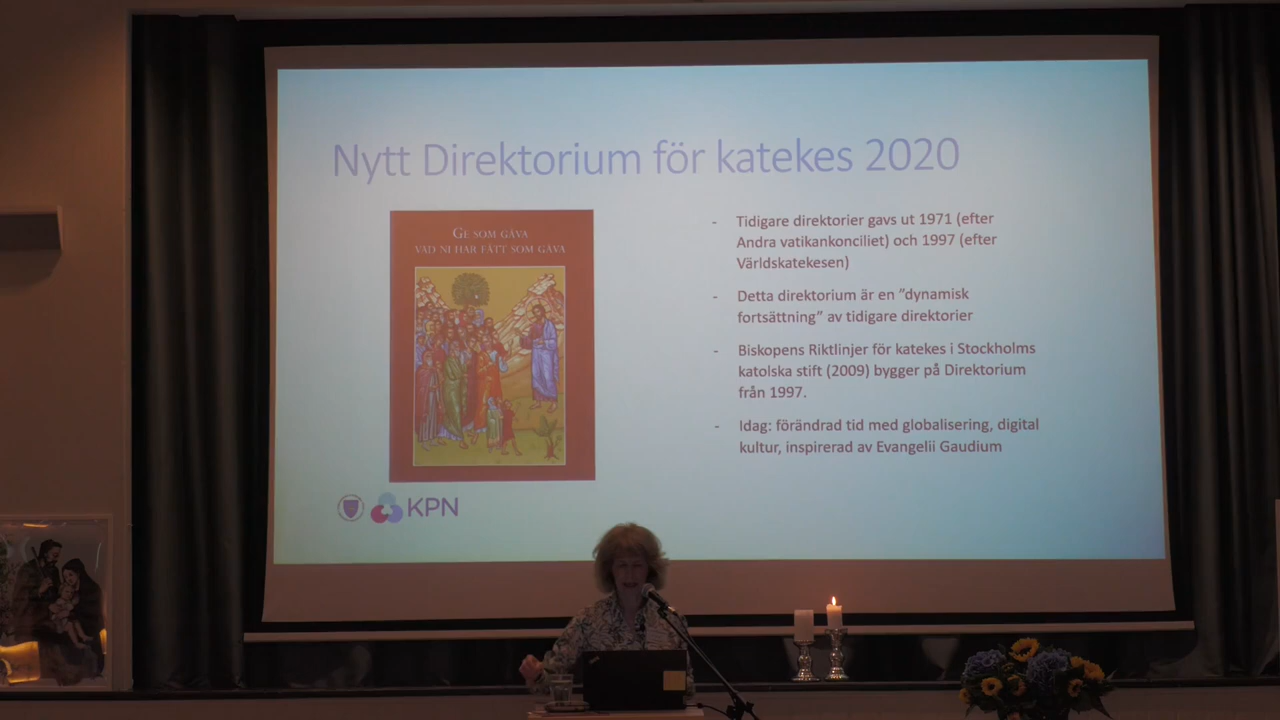 Nytt Direktorium för katekes 2020
GE SOM GÅVA
VAD NI HAR FÅTT SOM GÅVA
- Tidigare direktorier gavs ut 1971 (efter
Andra vatikankonciliet) och 1997 (efter
Världskatekesen)
- Detta direktorium är en ”dynamisk
fortsättning” av tidigare direktorier
- Biskopens Riktlinjer för katekes i Stockholms
katolska stift (2009) bygger på Direktorium
från 1997.
- Idag: förändrad tid med globalisering, digital
kultur, inspirerad av Evangelii Gaudium
KPN